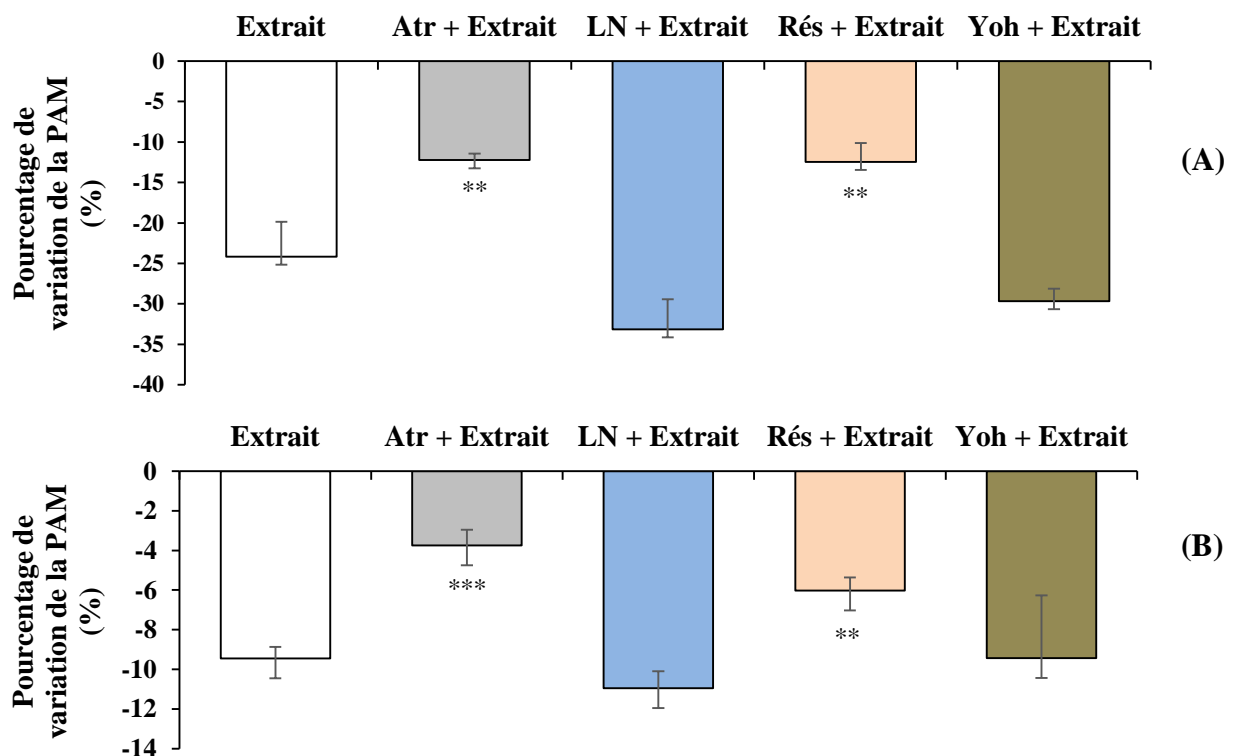 Extrait Atr + Extrait LN + Extrait Rés + Extrait Yoh + Extrait
Pourcentage de
variation de la PAM
(%)
0
-5
-10
-15
-20
-25
-30
-35
-40
**
**
(A)
Extrait Atr + Extrait LN + Extrait Rés + Extrait Yoh + Extrait
Pourcentage de
variation de la PAM
(%)
0
-2
-4
-6
-8
-10
-12
-14
***
**
(B)